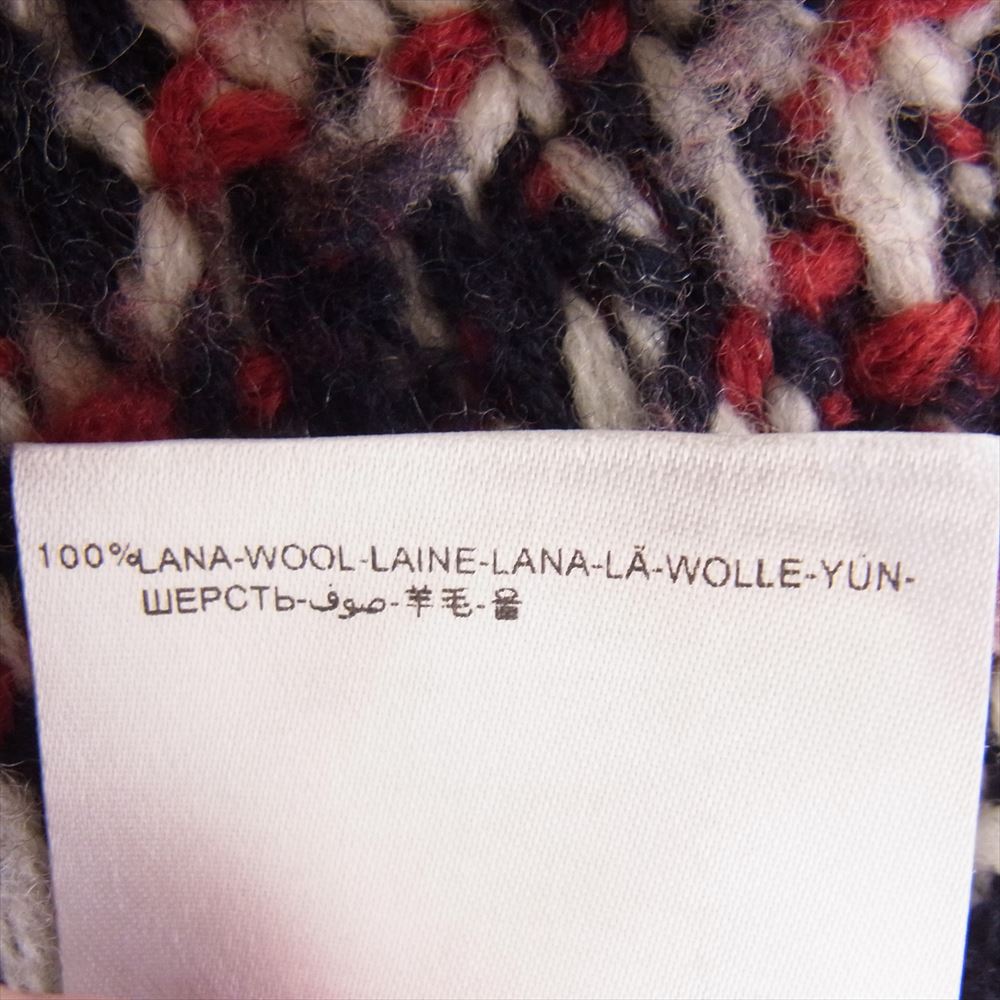 100%LANA-WOOL-LAINE-LANA-LÃ-WOLLE-YÜN-
ШЕРСТЬ-صوف-羊毛-울